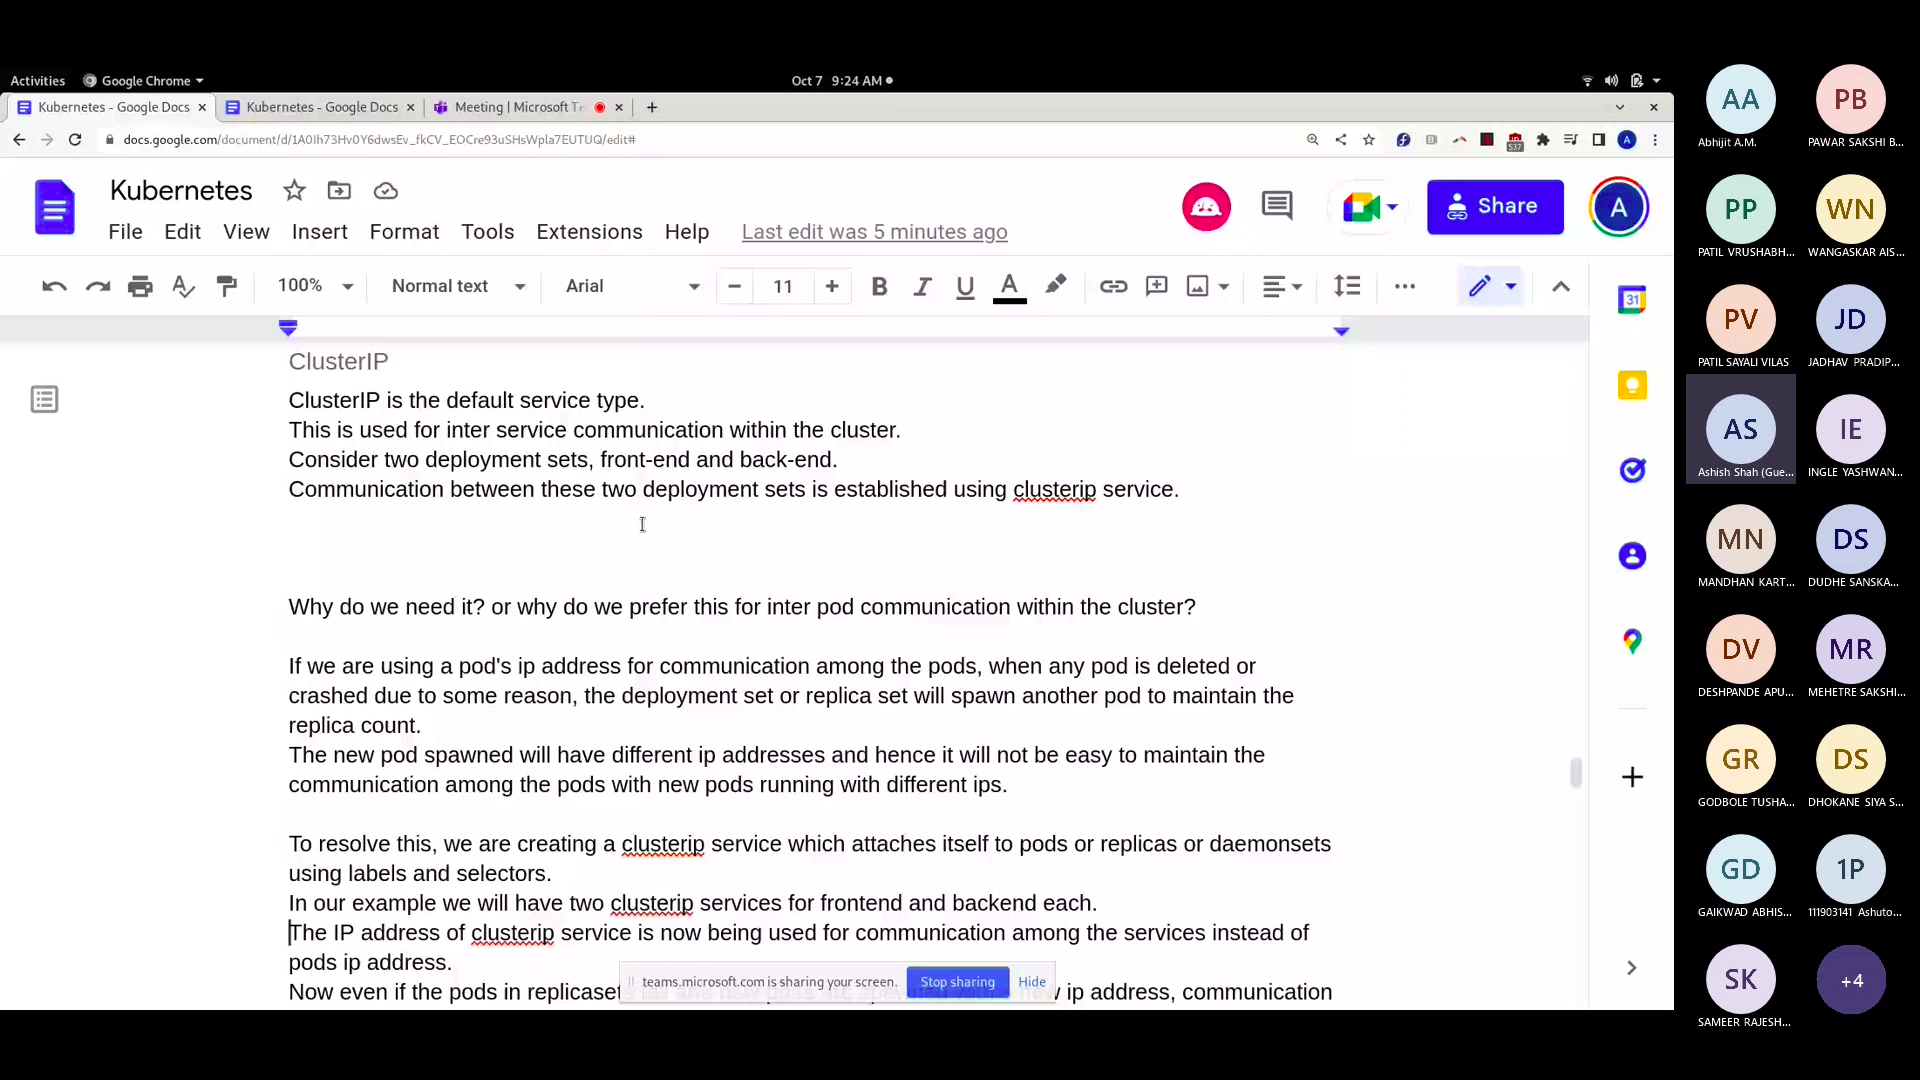 Activities Google Chrome Oct 7 9:24 AM
Kubernetes - Google Docs Kubernetes - Google Docs Meeting | Microsoft Te
docs.google.com/document/d/1A0Ih73Hv0Y6dwsEv_fkCV_EOCre93uSHsWpla7EUTUQ/edit#
537
A
Kubernetes
File Edit View Insert Format Tools Extensions Help Last edit was 5 minutes ago
Share
A
100% Normal text Arial 11 B I U A
31
ClusterIP
ClusterIP is the default service type.
This is used for inter service communication within the cluster.
Consider two deployment sets, front-end and back-end.
Communication between these two deployment sets is established using clusterip service.
Why do we need it? or why do we prefer this for inter pod communication within the cluster?
If we are using a pod's ip address for communication among the pods, when any pod is deleted or
crashed due to some reason, the deployment set or replica set will spawn another pod to maintain the
replica count.
The new pod spawned will have different ip addresses and hence it will not be easy to maintain the
communication among the pods with new pods running with different ips.
To resolve this, we are creating a clusterip service which attaches itself to pods or replicas or daemonsets
using labels and selectors.
In our example we will have two clusterip services for frontend and backend each.
The IP address of clusterip service is now being used for communication among the services instead of
pods ip address.
Now even if the pods in replicaset ip address, communication
teams.microsoft.com is sharing your screen. Stop sharing Hide
AA PB
Abhijit A.M. PAWAR SAKSHI B...
PP WN
PATIL VRUSHABH... WANGASKAR AIS...
PV JD
PATIL SAYALI VILAS JADHAV PRADIP...
AS IE
Ashish Shah (Gue... INGLE YASHWAN...
MN DS
MANDHAN KART... DUDHE SANSKA...
DV MR
DESHPANDE APU... MEHETRE SAKSHI...
GR DS
GODBOLE TUSHA... DHOKANE SIYA S...
GD 1P
GAIKWAD ABHIS... 111903141 Ashuto...
SK +4
SAMEER RAJESH...